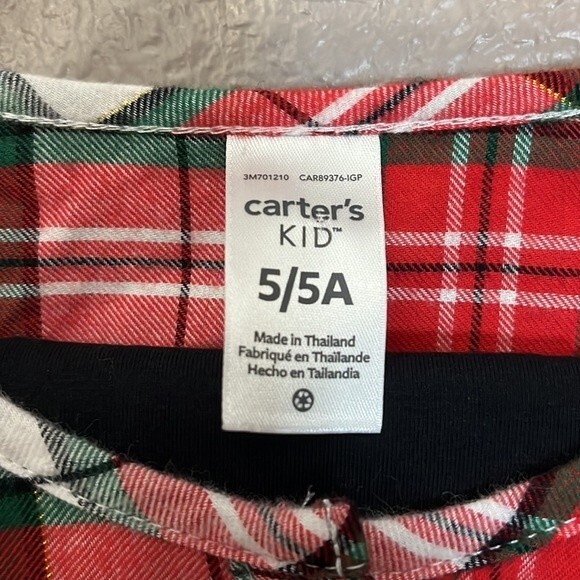 3M701210 CAR89376-IGP
carter's
KID™
5/5A
Made in Thailand
Fabriqué en Thaïlande
Hecho en Tailandia